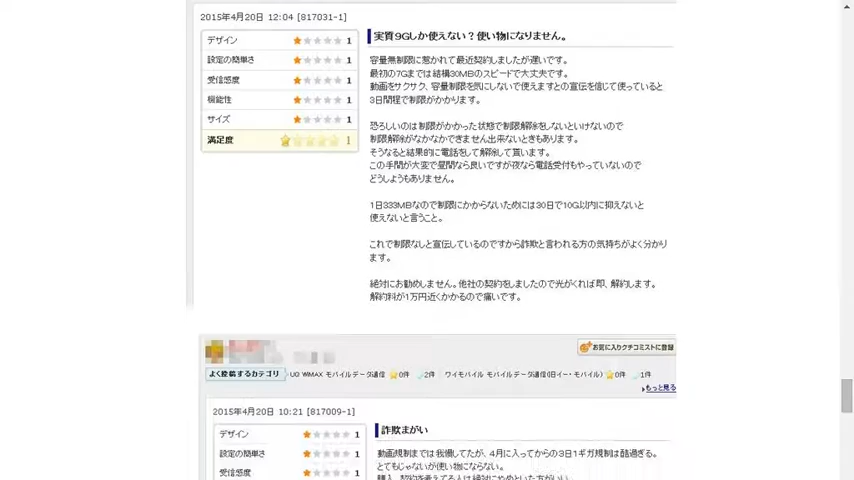 2015年4月20日 12:04 [817031-1]
デザイン 1
設定の簡単さ 1
受信感度 1
機能性 1
サイズ 1
満足度 1
実質9Gしか使えない？使い物になりません。
容量無制限に惹かれて最近契約しましたが遅いです。
最初の7Gまでは結構30MBのスピードで大丈夫です。
動画をサクサク、容量制限を気にしないで使えますとの宣伝を信じて使っていると
3日間程で制限がかかります。
恐ろしいのは制限がかかった状態で制限解除をしないといけないので
制限解除がなかなかできません出来ないときもあります。
そうなると結果的に電話をして解除して貰います。
この手間が大変で昼間なら良いですが夜なら電話受付もやっていないので
どうしようもありません。
1日333MBなので制限にかからないためには30日で10G以内に抑えないと
使えないと言うこと。
これで制限なしと宣伝しているのですから詐欺と言われる方の気持ちがよく分かり
ます。
絶対にお勧めしません。他社の契約をしましたので光がくれば即、解約します。
解約料が1万円近くかかるので痛いです。
お気に入りクチコミストに登録
よく投稿するカテゴリ
UQ WiMAX モバイルデータ通信 0件 2件
ワイモバイル モバイルデータ通信(旧イー・モバイル) 0件 1件
もっと見る
2015年4月20日 10:21 [817009-1]
デザイン 1
設定の簡単さ 1
受信感度 1
詐欺まがい
動画規制までは我慢してたが、4月に入ってからの3日1ギガ規制は酷過ぎる。
とてもじゃないが使い物にならない。
購入、契約を考えてる人は絶対にやめといた方がいい。